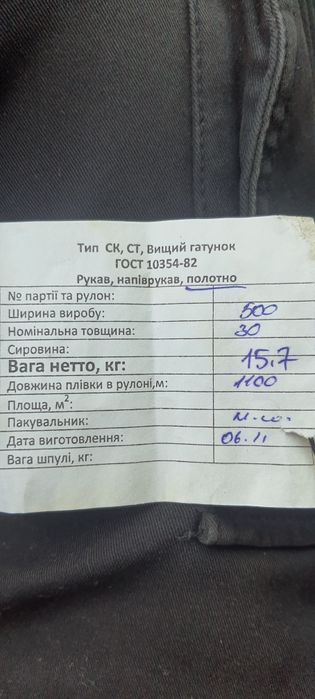 Тип СК, СТ, Вищий гатунок
ГОСТ 10354-82
Рукав, напіврукав, полотно
№ партії та рулон:
Ширина виробу: 500
Номінальна товщина: 30
Сировина:
Вага нетто, кг: 15.7
Довжина плівки в рулоні,м: 1100
Площа, м²:
Пакувальник:
Дата виготовлення: 06.11
Вага шпулі, кг: